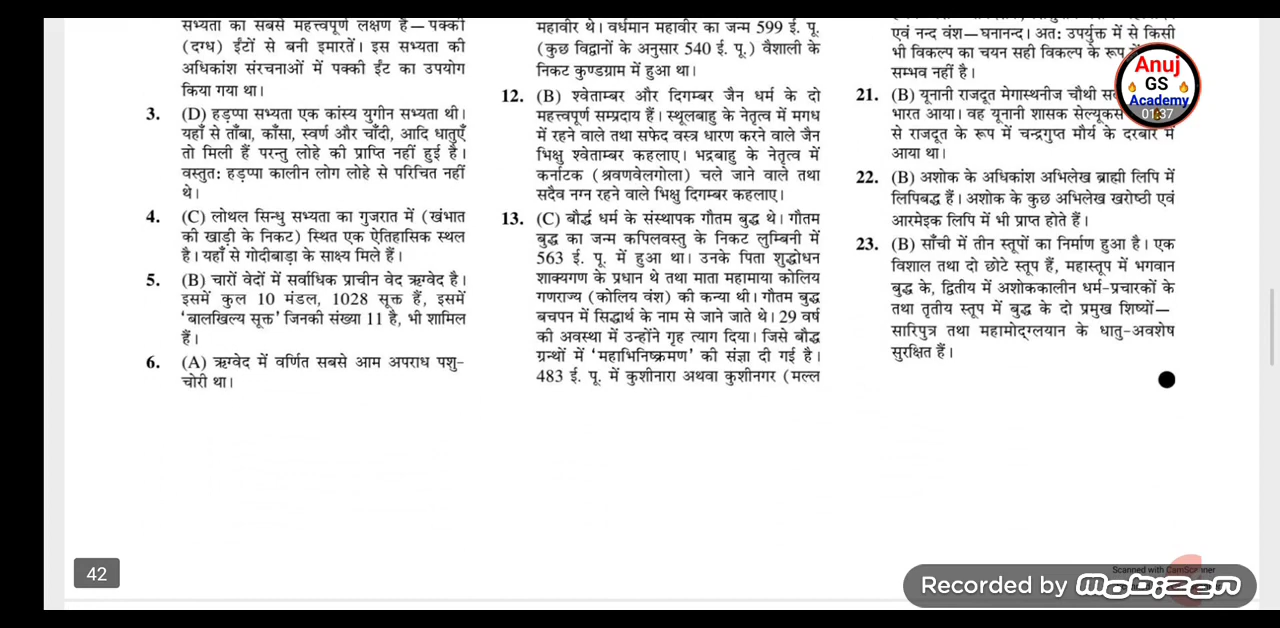 सभ्यता का सबसे महत्त्वपूर्ण लक्षण है— पक्की
(दग्ध) ईंटों से बनी इमारतें। इस सभ्यता की
अधिकांश संरचनाओं में पक्की ईंट का उपयोग
किया गया था।
3. (D) हड़प्पा सभ्यता एक कांस्य युगीन सभ्यता थी।
यहाँ से ताँबा, काँसा, स्वर्ण और चाँदी, आदि धातुएँ
तो मिली हैं परन्तु लोहे की प्राप्ति नहीं हुई है।
वस्तुत: हड़प्पा कालीन लोग लोहे से परिचित नहीं
थे।
4. (C) लोथल सिन्धु सभ्यता का गुजरात में (खंभात
की खाड़ी के निकट) स्थित एक ऐतिहासिक स्थल
है। यहाँ से गोदीबाड़ा के साक्ष्य मिले हैं।
5. (B) चारों वेदों में सर्वाधिक प्राचीन वेद ऋग्वेद है।
इसमें कुल 10 मंडल, 1028 सूक्त हैं, इसमें
‘बालखिल्य सूक्त’ जिनकी संख्या 11 है, भी शामिल
हैं।
6. (A) ऋग्वेद में वर्णित सबसे आम अपराध पशु-
चोरी था।
महावीर थे। वर्धमान महावीर का जन्म 599 ई. पू.
(कुछ विद्वानों के अनुसार 540 ई. पू.) वैशाली के
निकट कुण्डग्राम में हुआ था।
12. (B) श्वेताम्बर और दिगम्बर जैन धर्म के दो
महत्त्वपूर्ण सम्प्रदाय हैं। स्थूलबाहु के नेतृत्व में मगध
में रहने वाले तथा सफेद वस्त्र धारण करने वाले जैन
भिक्षु श्वेताम्बर कहलाए। भद्रबाहु के नेतृत्व में
कर्नाटक (श्रवणवेलगोला) चले जाने वाले तथा
सदैव नग्न रहने वाले भिक्षु दिगम्बर कहलाए।
13. (C) बौर्द्ध धर्म के संस्थापक गौतम बुद्ध थे। गौतम
बुद्ध का जन्म कपिलवस्तु के निकट लुम्बिनी में
563 ई. पू. में हुआ था। उनके पिता शुद्धोधन
शाक्यगण के प्रधान थे तथा माता महामाया कोलिय
गणराज्य (कोलिय वंश) की कन्या थी। गौतम बुद्ध
बचपन में सिद्धार्थ के नाम से जाने जाते थे। 29 वर्ष
की अवस्था में उन्होंने गृह त्याग दिया। जिसे बौद्ध
ग्रन्थों में ‘महाभिनिष्क्रमण’ की संज्ञा दी गई है।
483 ई. पू. में कुशीनारा अथवा कुशीनगर (मल्ल
एवं नन्द वंश—घनानन्द। अत: उपर्युक्त में से किसी
भी विकल्प का चयन सही विकल्प के रूप में
सम्भव नहीं है।
21. (B) यूनानी राजदूत मेगास्थनीज चौथी
भारत आया। वह यूनानी शासक सेल्यूकस
से राजदूत के रूप में चन्द्रगुप्त मौर्य के दरबार में
आया था।
22. (B) अशोक के अधिकांश अभिलेख ब्राह्मी लिपि में
लिपिबद्ध हैं। अशोक के कुछ अभिलेख खरोष्ठी एवं
आरमेइक लिपि में भी प्राप्त होते हैं।
23. (B) साँची में तीन स्तूपों का निर्माण हुआ है। एक
विशाल तथा दो छोटे स्तूप हैं, महास्तूप में भगवान
बुद्ध के, द्वितीय में अशोककालीन धर्म-प्रचारकों के
तथा तृतीय स्तूप में बुद्ध के दो प्रमुख शिष्यों—
सारिपुत्र तथा महामोद्ग्लयान के धातु-अवशेष
सुरक्षित हैं।
Anuj
GS
Academy
01:37
42
Scanned with CamScanner
Recorded by mobizen